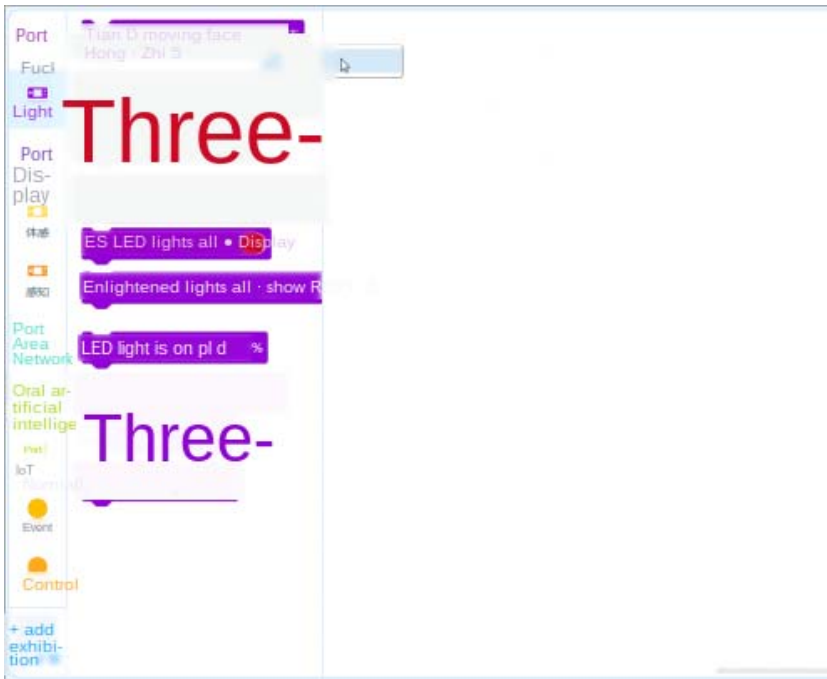 Port
Tian D moving face
Hong · Zhi S
Fucl
Light
Three-
Port
Dis-
play
体感
ES LED lights all ● Display
感知
Enlightened lights all · show R
Port
Area
Network
LED light is on pl d %
Oral ar-
tificial
intellige
Three-
IoT
Normal
Event
Control
+ add
exhibi-
tion